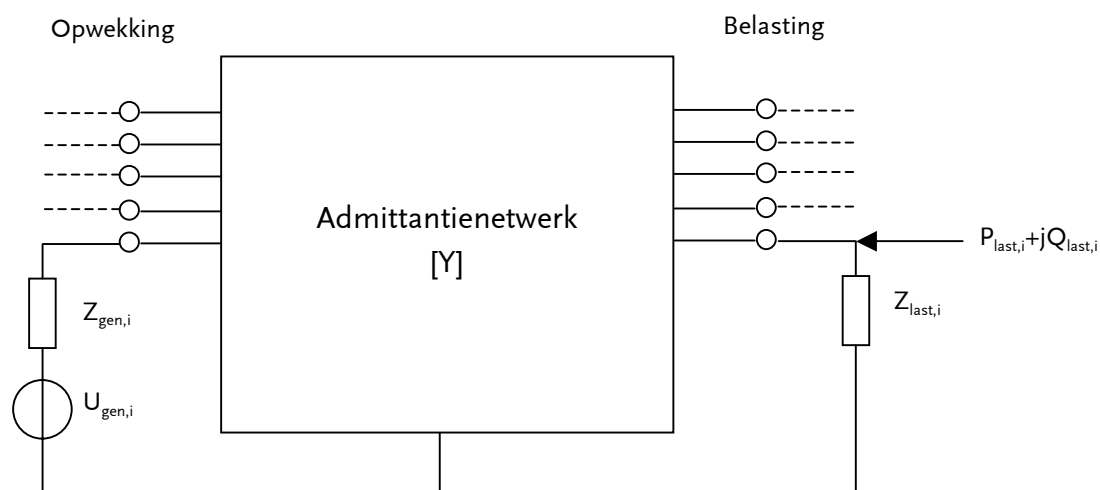 Opwekking
Belasting
Admittantienetwerk
[Y]
P_last,i+jQ_last,i
Z_gen,i
Z_last,i
U_gen,i